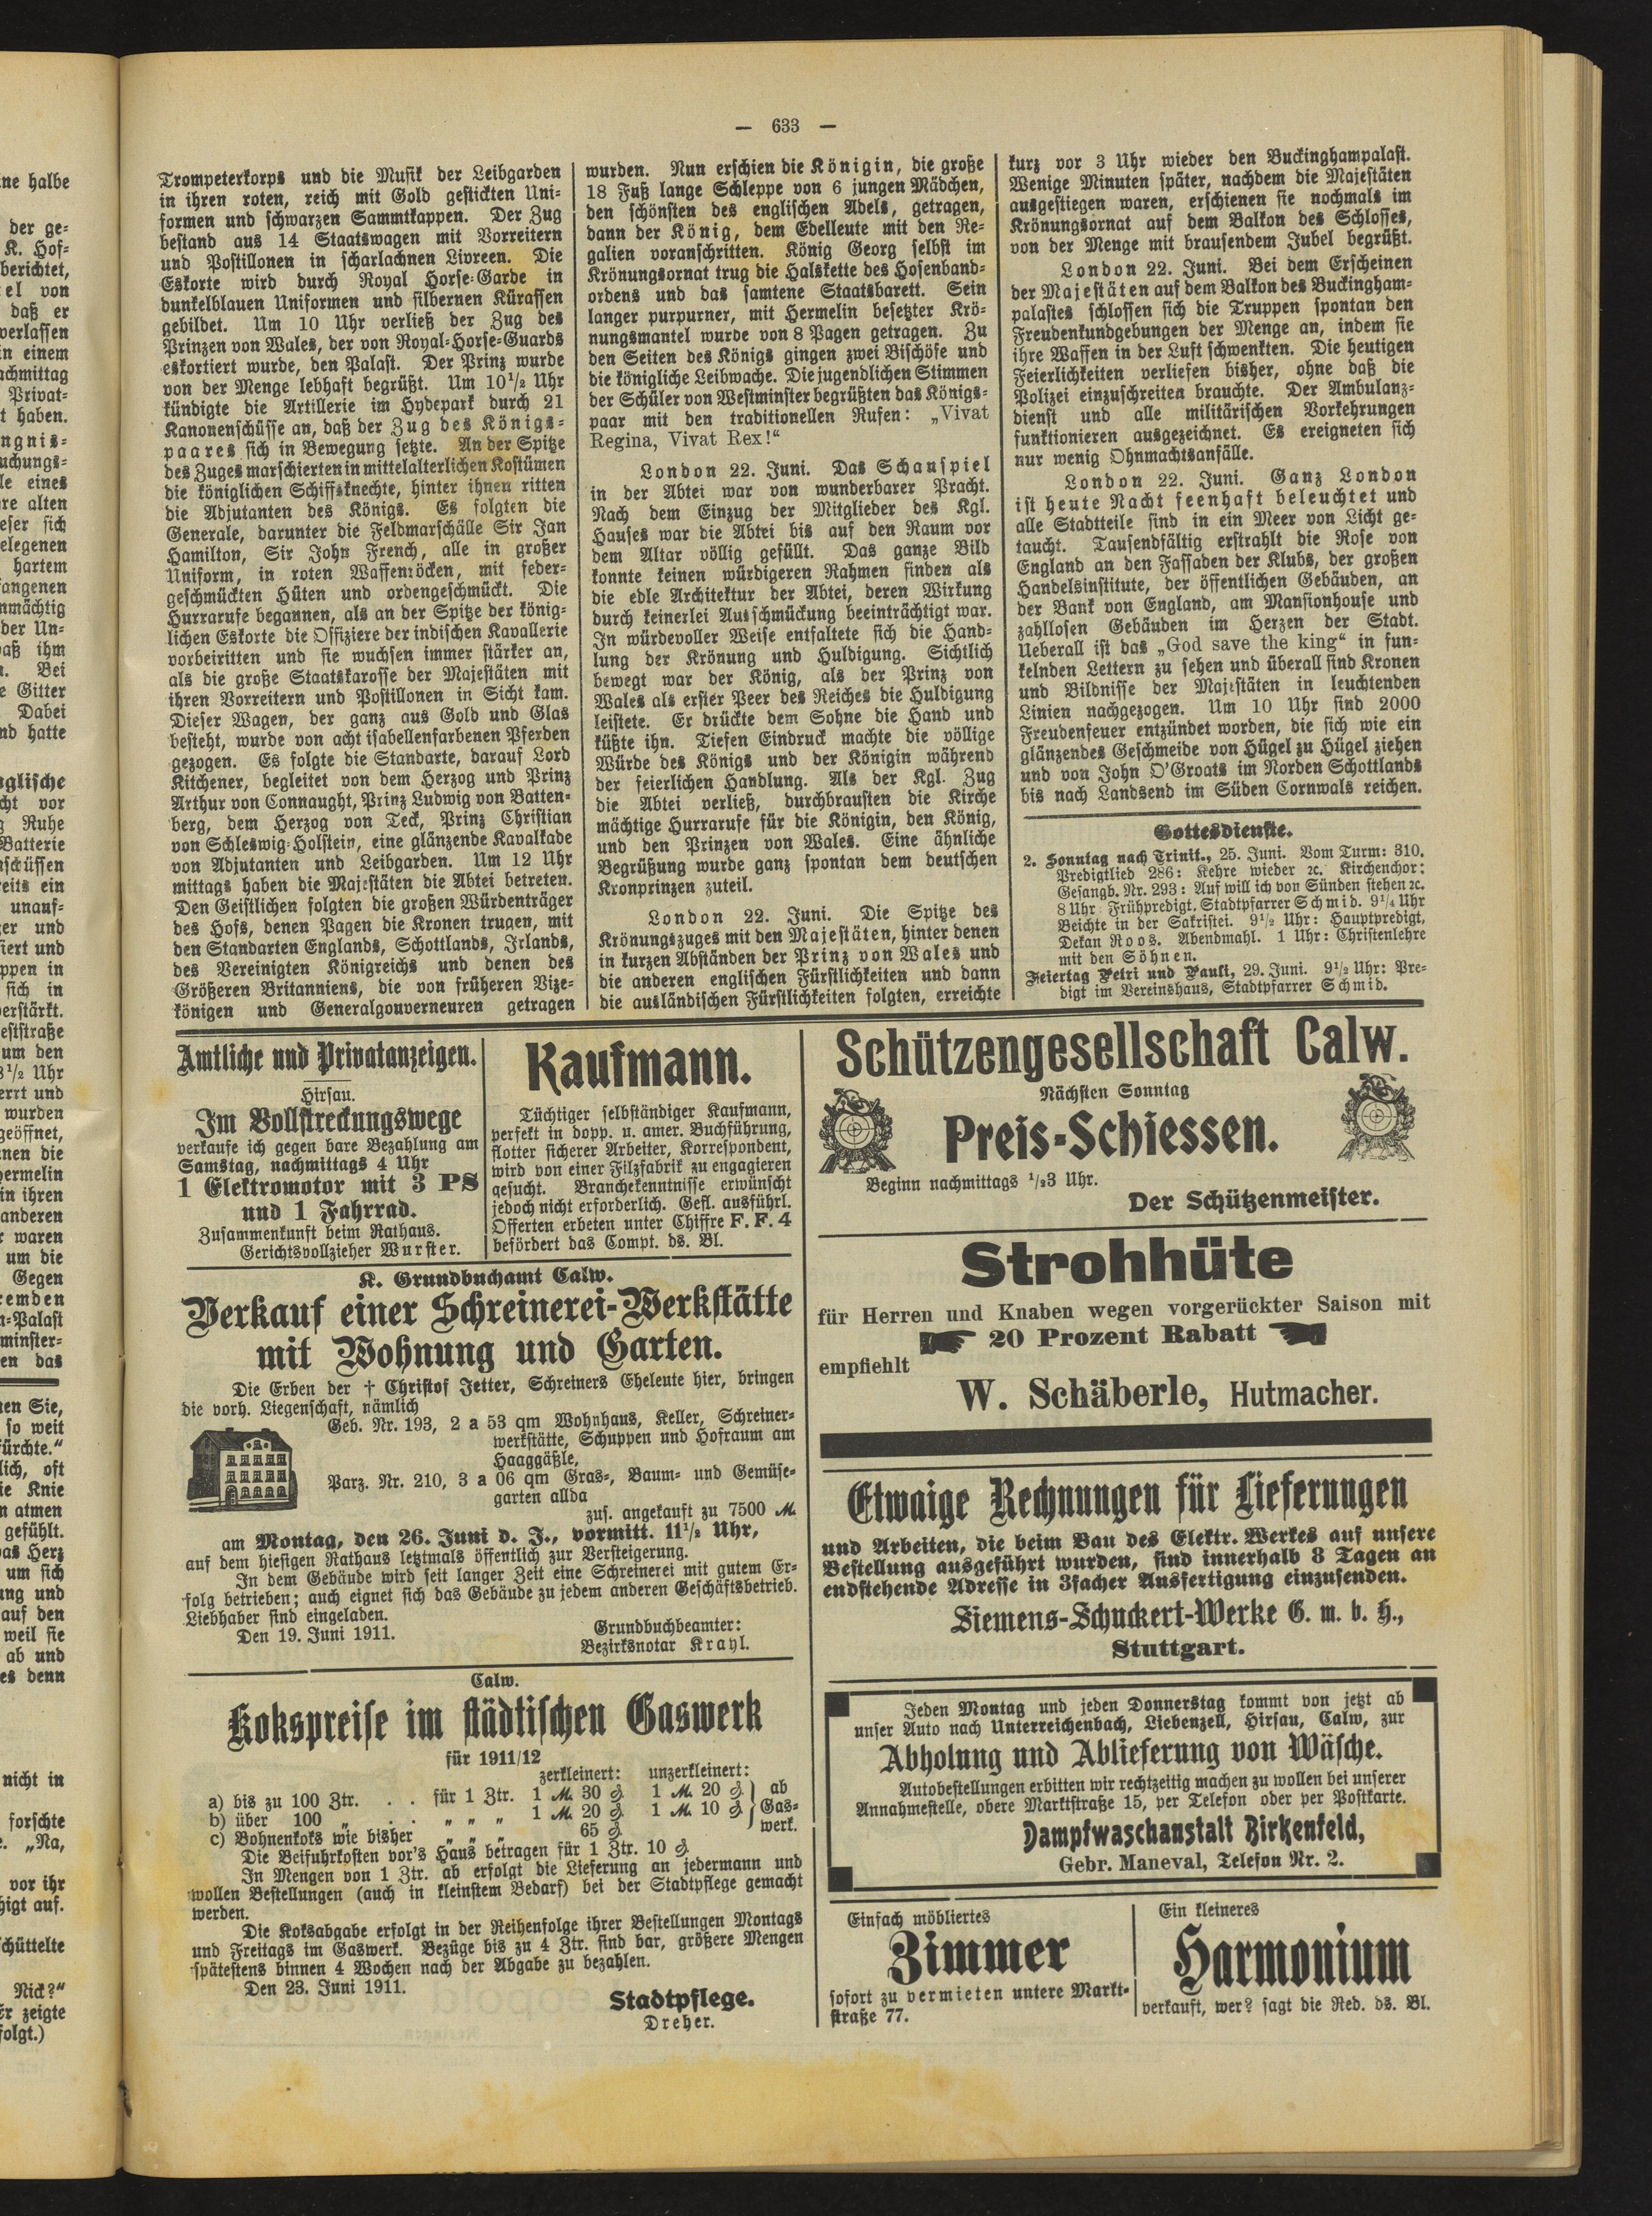 — 633 —
Trompeterkorps und die Musik der Leibgarden
in ihren roten, reich mit Gold gestickten Uni-
formen und schwarzen Sammtkappen. Der Zug
bestand aus 14 Staatswagen mit Vorreitern
und Postillonen in scharlachnen Livreen. Die
Eskorte wird durch Royal Horse-Garde in
dunkelblauen Uniformen und silbernen Kürassen
gebildet. Um 10 Uhr verließ der Zug des
Prinzen von Wales, der von Royal-Horse-Guards
eskortiert wurde, den Palast. Der Prinz wurde
von der Menge lebhaft begrüßt. Um 10½ Uhr
kündigte die Artillerie im Hydepark durch 21
Kanonenschüsse an, daß der Zug des Königs-
paares sich in Bewegung setzte. An der Spitze
des Zuges marschierten in mittelalterlichen Kostümen
die königlichen Schiffsknechte, hinter ihnen ritten
die Adjutanten des Königs. Es folgten die
Generale, darunter die Feldmarschälle Sir Jan
Hamilton, Sir John French, alle in großer
Uniform, in roten Waffenröcken, mit feder-
geschmückten Hüten und ordengeschmückt. Die
Hurrarufe begannen, als an der Spitze der könig-
lichen Eskorte die Offiziere der indischen Kavallerie
vorbeiritten und sie wuchsen immer stärker an,
als die große Staatskarosse der Majestäten mit
ihren Vorreitern und Postillonen in Sicht kam.
Dieser Wagen, der ganz aus Gold und Glas
besteht, wurde von acht isabellenfarbenen Pferden
gezogen. Es folgte die Standarte, darauf Lord
Kitchener, begleitet von dem Herzog und Prinz
Arthur von Connaught, Prinz Ludwig von Batten-
berg, dem Herzog von Teck, Prinz Christian
von Schleswig-Holstein, eine glänzende Kavalkade
von Adjutanten und Leibgarden. Um 12 Uhr
mittags haben die Majestäten die Abtei betreten.
Den Geistlichen folgten die großen Würdenträger
des Hofs, denen Pagen die Kronen trugen, mit
den Standarten Englands, Schottlands, Irlands,
des Vereinigten Königreichs und denen des
Größeren Britanniens, die von früheren Vize-
königen und Generalgouverneuren getragen
wurden. Nun erschien die Königin, die große
18 Fuß lange Schleppe von 6 jungen Mädchen,
den schönsten des englischen Adels, getragen,
dann der König, dem Edelleute mit den Re-
galien voranschritten. König Georg selbst im
Krönungsornat trug die Halskette des Hosenband-
ordens und das samtene Staatsbarett. Sein
langer purpurner, mit Hermelin besetzter Krö-
nungsmantel wurde von 8 Pagen getragen. Zu
den Seiten des Königs gingen zwei Bischöfe und
die königliche Leibwache. Die jugendlichen Stimmen
der Schüler von Westminster begrüßten das Königs-
paar mit den traditionellen Rufen: „Vivat
Regina, Vivat Rex!“
London 22. Juni. Das Schauspiel
in der Abtei war von wunderbarer Pracht.
Nach dem Einzug der Mitglieder des Kgl.
Hauses war die Abtei bis auf den Raum vor
dem Altar völlig gefüllt. Das ganze Bild
konnte keinen würdigeren Rahmen finden als
die edle Architektur der Abtei, deren Wirkung
durch keinerlei Ausschmückung beeinträchtigt war.
In würdevoller Weise entfaltete sich die Hand-
lung der Krönung und Huldigung. Sichtlich
bewegt war der König, als der Prinz von
Wales als erster Peer des Reiches die Huldigung
leistete. Er drückte dem Sohne die Hand und
küßte ihn. Tiefen Eindruck machte die völlige
Würde des Königs und der Königin während
der feierlichen Handlung. Als der Kgl. Zug
die Abtei verließ, durchbrausten die Kirche
mächtige Hurrarufe für die Königin, den König,
und den Prinzen von Wales. Eine ähnliche
Begrüßung wurde ganz spontan dem deutschen
Kronprinzen zuteil.
London 22. Juni. Die Spitze des
Krönungszuges mit den Majestäten, hinter denen
in kurzen Abständen der Prinz von Wales und
die anderen englischen Fürstlichkeiten und dann
die ausländischen Fürstlichkeiten folgten, erreichte
kurz vor 3 Uhr wieder den Buckinghampalast.
Wenige Minuten später, nachdem die Majestäten
ausgestiegen waren, erschienen sie nochmals im
Krönungsornat auf dem Balkon des Schlosses,
von der Menge mit brausendem Jubel begrüßt.
London 22. Juni. Bei dem Erscheinen
der Majestäten auf dem Balkon des Buckingham-
palastes schlossen sich die Truppen spontan den
Freudenkundgebungen der Menge an, indem sie
ihre Waffen in der Luft schwenkten. Die heutigen
Feierlichkeiten verliefen bisher, ohne daß die
Polizei einzuschreiten brauchte. Der Ambulanz-
dienst und alle militärischen Vorkehrungen
funktionieren ausgezeichnet. Es ereigneten sich
nur wenig Ohnmachtsanfälle.
London 22. Juni. Ganz London
ist heute Nacht feenhaft beleuchtet und
alle Stadtteile sind in ein Meer von Licht ge-
taucht. Tausendfältig erstrahlt die Rose von
England an den Fassaden der Klubs, der großen
Handelsinstitute, der öffentlichen Gebäuden, an
der Bank von England, am Mansionhouse und
zahllosen Gebäuden im Herzen der Stadt.
Ueberall ist das „God save the king“ in fun-
kelnden Lettern zu sehen und überall sind Kronen
und Bildnisse der Majestäten in leuchtenden
Linien nachgezogen. Um 10 Uhr sind 2000
Freudenfeuer entzündet worden, die sich wie ein
glänzendes Geschmeide von Hügel zu Hügel ziehen
und von John O'Groats im Norden Schottlands
bis nach Landsend im Süden Cornwals reichen.
Gottesdienste.
2. Sonntag nach Trinit., 25. Juni. Vom Turm: 310.
Predigtlied 286: Kehre wieder ꝛc. Kirchenchor:
Gesangb. Nr. 293: Auf will ich von Sünden stehen ꝛc.
8 Uhr Frühpredigt, Stadtpfarrer Schmid. 9¼ Uhr
Beichte in der Sakristei. 9½ Uhr: Hauptpredigt,
Dekan Roos. Abendmahl. 1 Uhr: Christenlehre
mit den Söhnen.
Feiertag Petri und Pauli, 29. Juni. 9½ Uhr: Pre-
digt im Vereinshaus, Stadtpfarrer Schmid.
Amtliche und Privatanzeigen.
Hirsau.
Im Vollstreckungswege
verkaufe ich gegen bare Bezahlung am
Samstag, nachmittags 4 Uhr
1 Elektromotor mit 3 PS
und 1 Fahrrad.
Zusammenkunft beim Rathaus.
Gerichtsvollzieher Wurster.
Kaufmann.
Tüchtiger selbständiger Kaufmann,
perfekt in dopp. u. amer. Buchführung,
flotter sicherer Arbeiter, Korrespondent,
wird von einer Filzfabrik zu engagieren
gesucht. Branchekenntnisse erwünscht
jedoch nicht erforderlich. Gefl. ausführl.
Offerten erbeten unter Chiffre F. F. 4
befördert das Compt. ds. Bl.
K. Grundbuchamt Calw.
Verkauf einer Schreinerei-Werkstätte
mit Wohnung und Garten.
Die Erben der † Christof Jetter, Schreiners Eheleute hier, bringen
die vorh. Liegenschaft, nämlich
Geb. Nr. 193, 2 a 53 qm Wohnhaus, Keller, Schreiner-
werkstätte, Schuppen und Hofraum am
Haaggäßle,
Parz. Nr. 210, 3 a 06 qm Gras-, Baum- und Gemüse-
garten allda
zus. angekauft zu 7500 ℳ
am Montag, den 26. Juni d. J., vormitt. 11½ Uhr,
auf dem hiesigen Rathaus letztmals öffentlich zur Versteigerung.
In dem Gebäude wird seit langer Zeit eine Schreinerei mit gutem Er-
folg betrieben; auch eignet sich das Gebäude zu jedem anderen Geschäftsbetrieb.
Liebhaber sind eingeladen.
Den 19. Juni 1911.
Grundbuchbeamter:
Bezirksnotar Krayl.
Calw.
Kokspreise im städtischen Gaswerk
für 1911/12
zerkleinert: unzerkleinert:
a) bis zu 100 Ztr. . . für 1 Ztr. 1 ℳ 30 ₰ 1 ℳ 20 ₰ ab
b) über 100 „ . . „ „ „ 1 ℳ 20 ₰ 1 ℳ 10 ₰ Gas-
c) Bohnenkoks wie bisher „ „ „ 65 ₰ werk.
Die Beifuhrkosten vor's Haus betragen für 1 Ztr. 10 ₰
In Mengen von 1 Ztr. ab erfolgt die Lieferung an jedermann und
wollen Bestellungen (auch in kleinstem Bedarf) bei der Stadtpflege gemacht
werden.
Die Koksabgabe erfolgt in der Reihenfolge ihrer Bestellungen Montags
und Freitags im Gaswerk. Bezüge bis zu 4 Ztr. sind bar, größere Mengen
spätestens binnen 4 Wochen nach der Abgabe zu bezahlen.
Den 23. Juni 1911.
Stadtpflege.
Dreher.
Schützengesellschaft Calw.
Nächsten Sonntag
Preis-Schiessen.
Beginn nachmittags ½3 Uhr.
Der Schützenmeister.
Strohhüte
für Herren und Knaben wegen vorgerückter Saison mit
20 Prozent Rabatt
empfiehlt
W. Schäberle, Hutmacher.
Etwaige Rechnungen für Lieferungen
und Arbeiten, die beim Bau des Elektr. Werkes auf unsere
Bestellung ausgeführt wurden, sind innerhalb 8 Tagen an
endstehende Adresse in 3facher Ausfertigung einzusenden.
Siemens-Schuckert-Werke G. m. b. H.,
Stuttgart.
Jeden Montag und jeden Donnerstag kommt von jetzt ab
unser Auto nach Unterreichenbach, Liebenzell, Hirsau, Calw, zur
Abholung und Ablieferung von Wäsche.
Autobestellungen erbitten wir rechtzeitig machen zu wollen bei unserer
Annahmestelle, obere Marktstraße 15, per Telefon oder per Postkarte.
Dampfwaschanstalt Birkenfeld,
Gebr. Maneval, Telefon Nr. 2.
Einfach möbliertes
Zimmer
sofort zu vermieten untere Markt-
straße 77.
Ein kleineres
Harmonium
verkauft, wer? sagt die Red. ds. Bl.